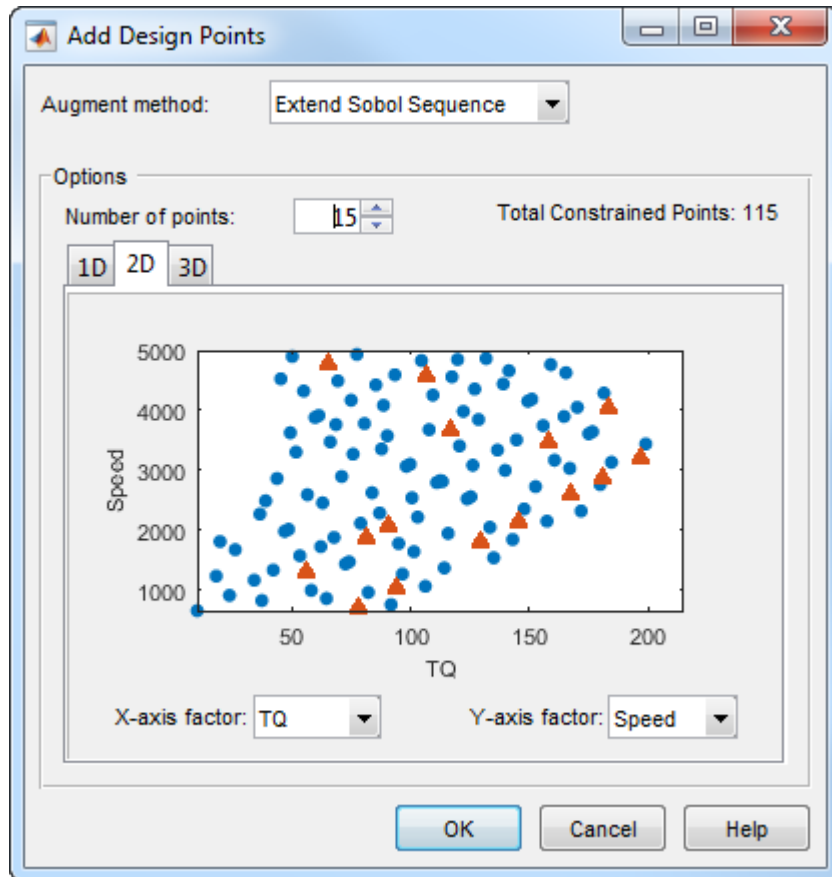 Add Design Points
Augment method: Extend Sobol Sequence
Options
Number of points: 15 Total Constrained Points: 115
1D 2D 3D
5000
4000
3000
2000
1000
Speed
50 100 150 200
TQ
X-axis factor: TQ Y-axis factor: Speed
OK Cancel Help